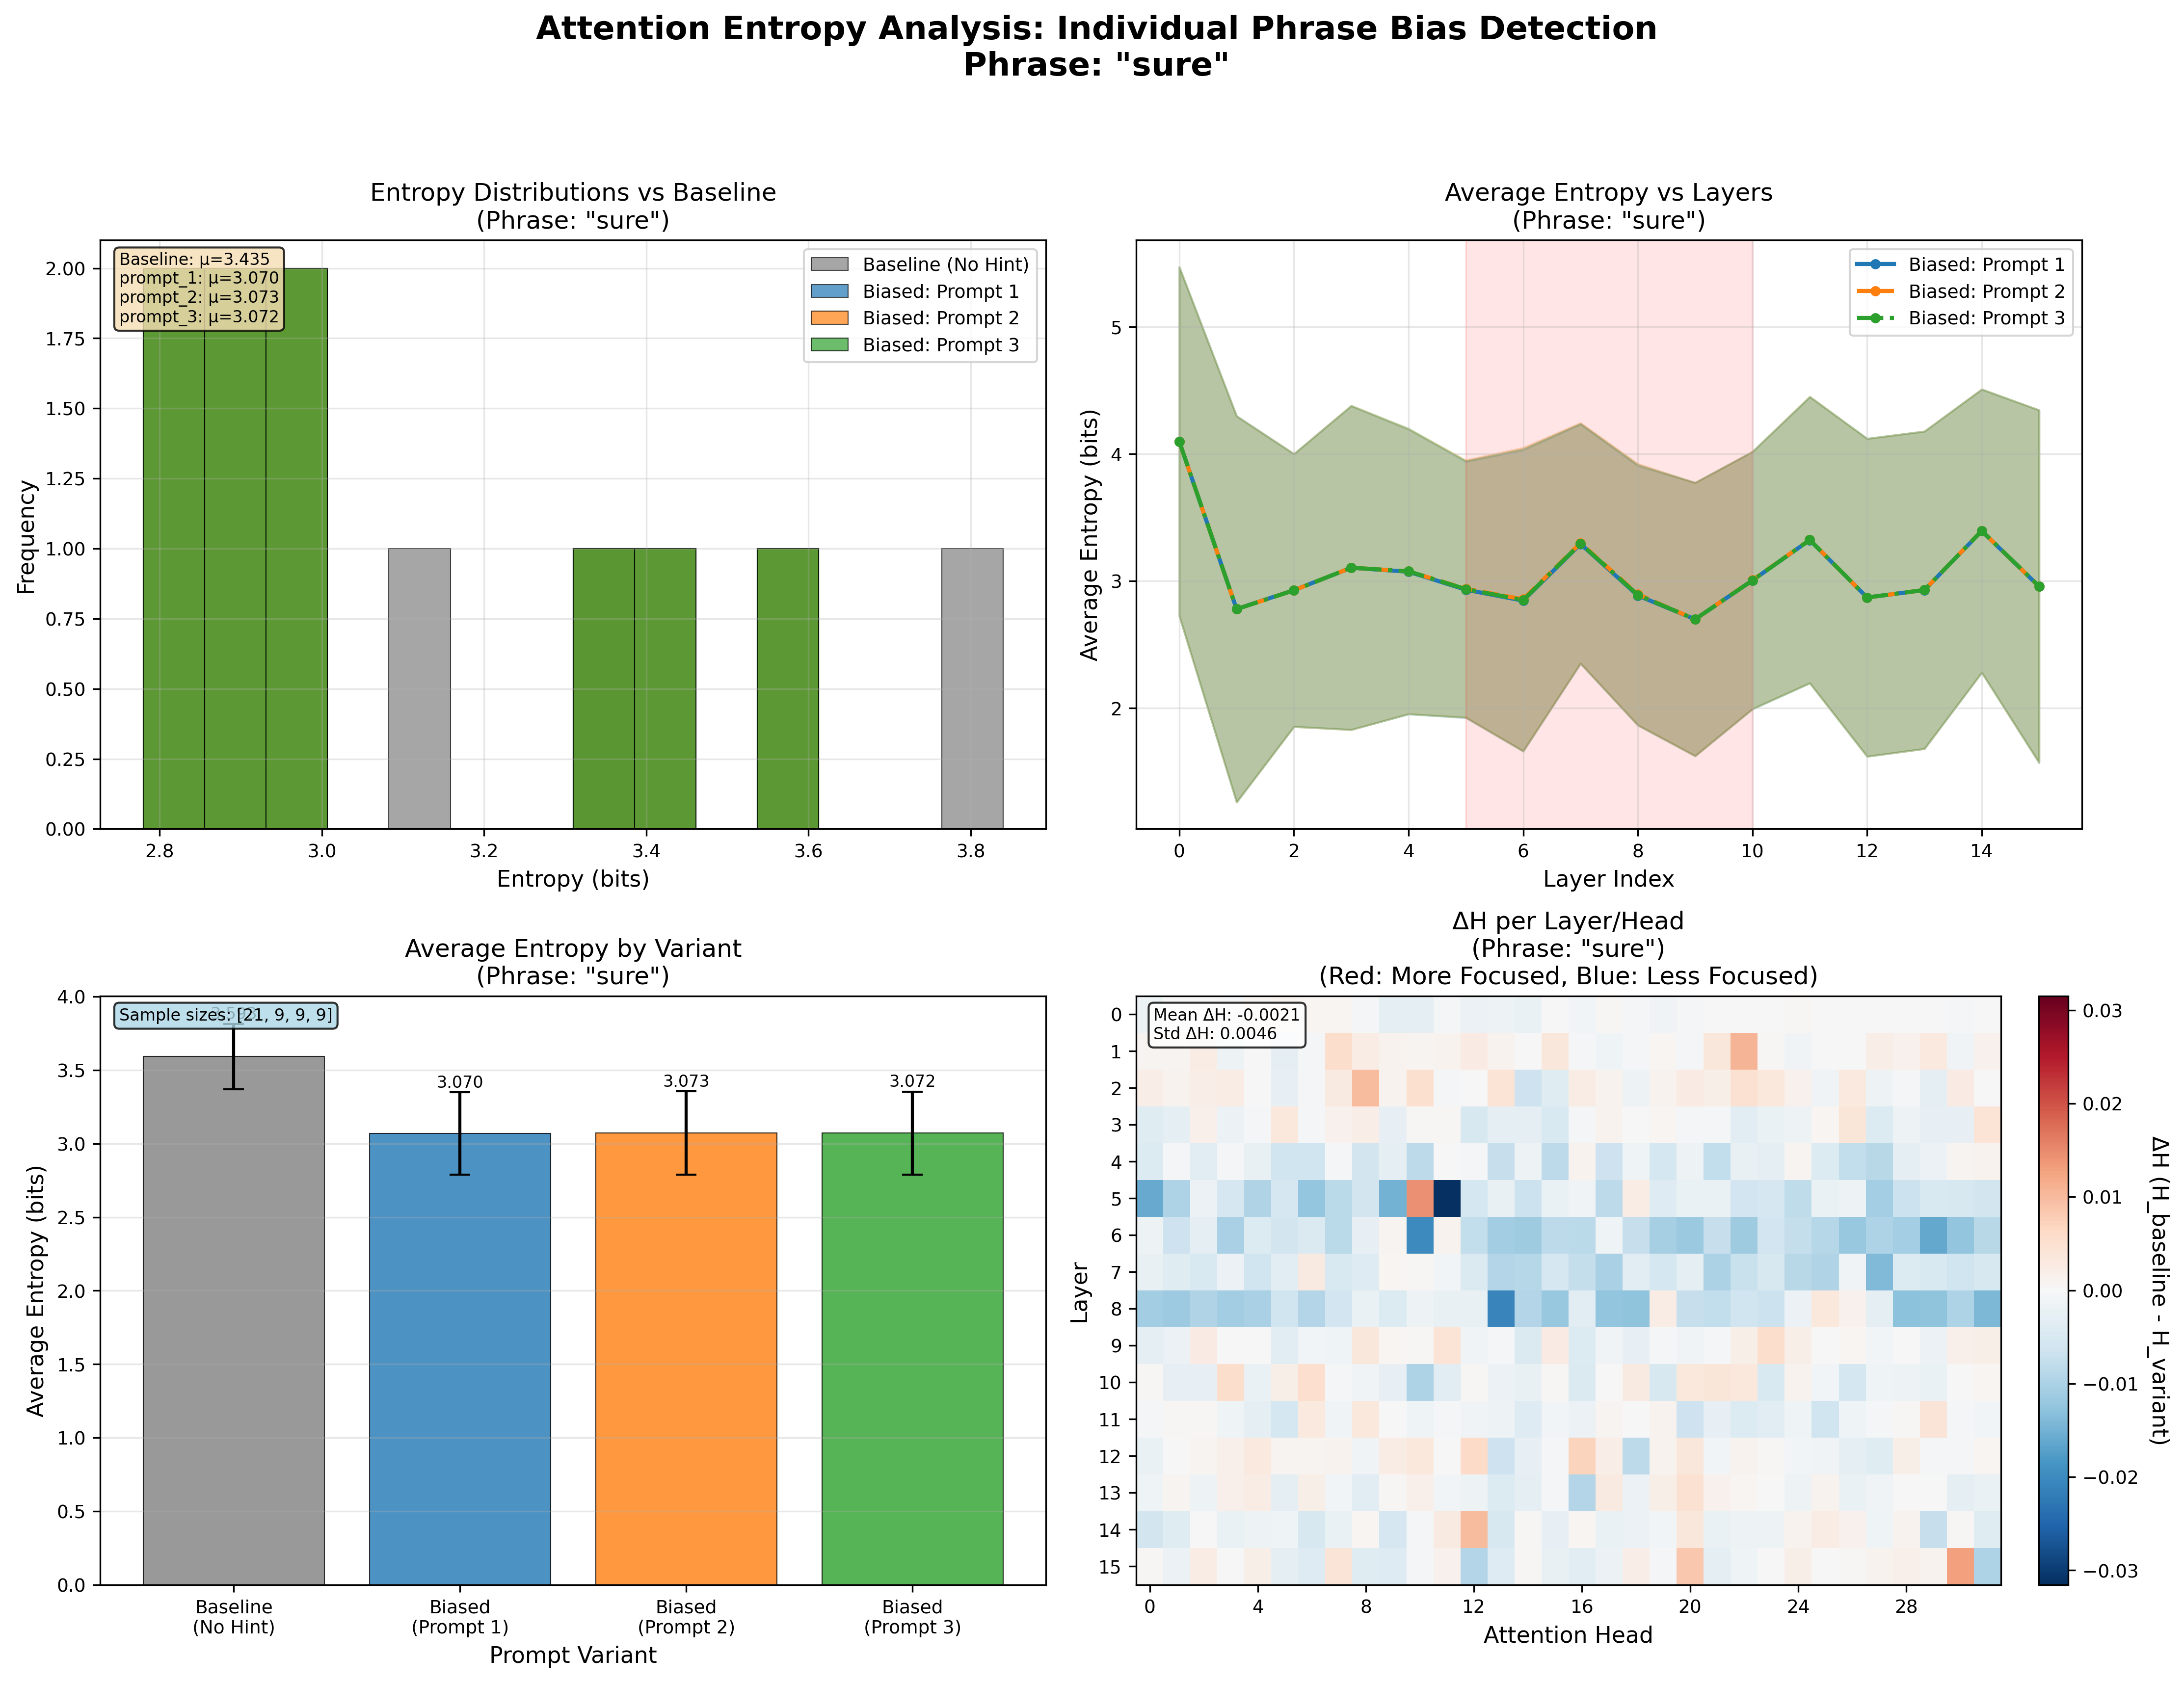 Attention Entropy Analysis: Individual Phrase Bias Detection
Phrase: "sure"
Entropy Distributions vs Baseline
(Phrase: "sure")
Baseline: μ=3.435
prompt_1: μ=3.070
prompt_2: μ=3.073
prompt_3: μ=3.072
Baseline (No Hint)
Biased: Prompt 1
Biased: Prompt 2
Biased: Prompt 3
2.00
1.75
1.50
1.25
1.00
0.75
0.50
0.25
0.00
Frequency
2.8 3.0 3.2 3.4 3.6 3.8
Entropy (bits)
Average Entropy vs Layers
(Phrase: "sure")
Biased: Prompt 1
Biased: Prompt 2
Biased: Prompt 3
5
4
3
2
Average Entropy (bits)
0 2 4 6 8 10 12 14
Layer Index
Average Entropy by Variant
(Phrase: "sure")
Sample sizes: [21, 9, 9, 9]
3.070
3.073
3.072
4.0
3.5
3.0
2.5
2.0
1.5
1.0
0.5
0.0
Average Entropy (bits)
Baseline
(No Hint)
Biased
(Prompt 1)
Biased
(Prompt 2)
Biased
(Prompt 3)
Prompt Variant
ΔH per Layer/Head
(Phrase: "sure")
(Red: More Focused, Blue: Less Focused)
Mean ΔH: -0.0021
Std ΔH: 0.0046
0
1
2
3
4
5
6
7
8
9
10
11
12
13
14
15
Layer
0 4 8 12 16 20 24 28
Attention Head
0.03
0.02
0.01
0.00
−0.01
−0.02
−0.03
ΔH (H_baseline - H_variant)